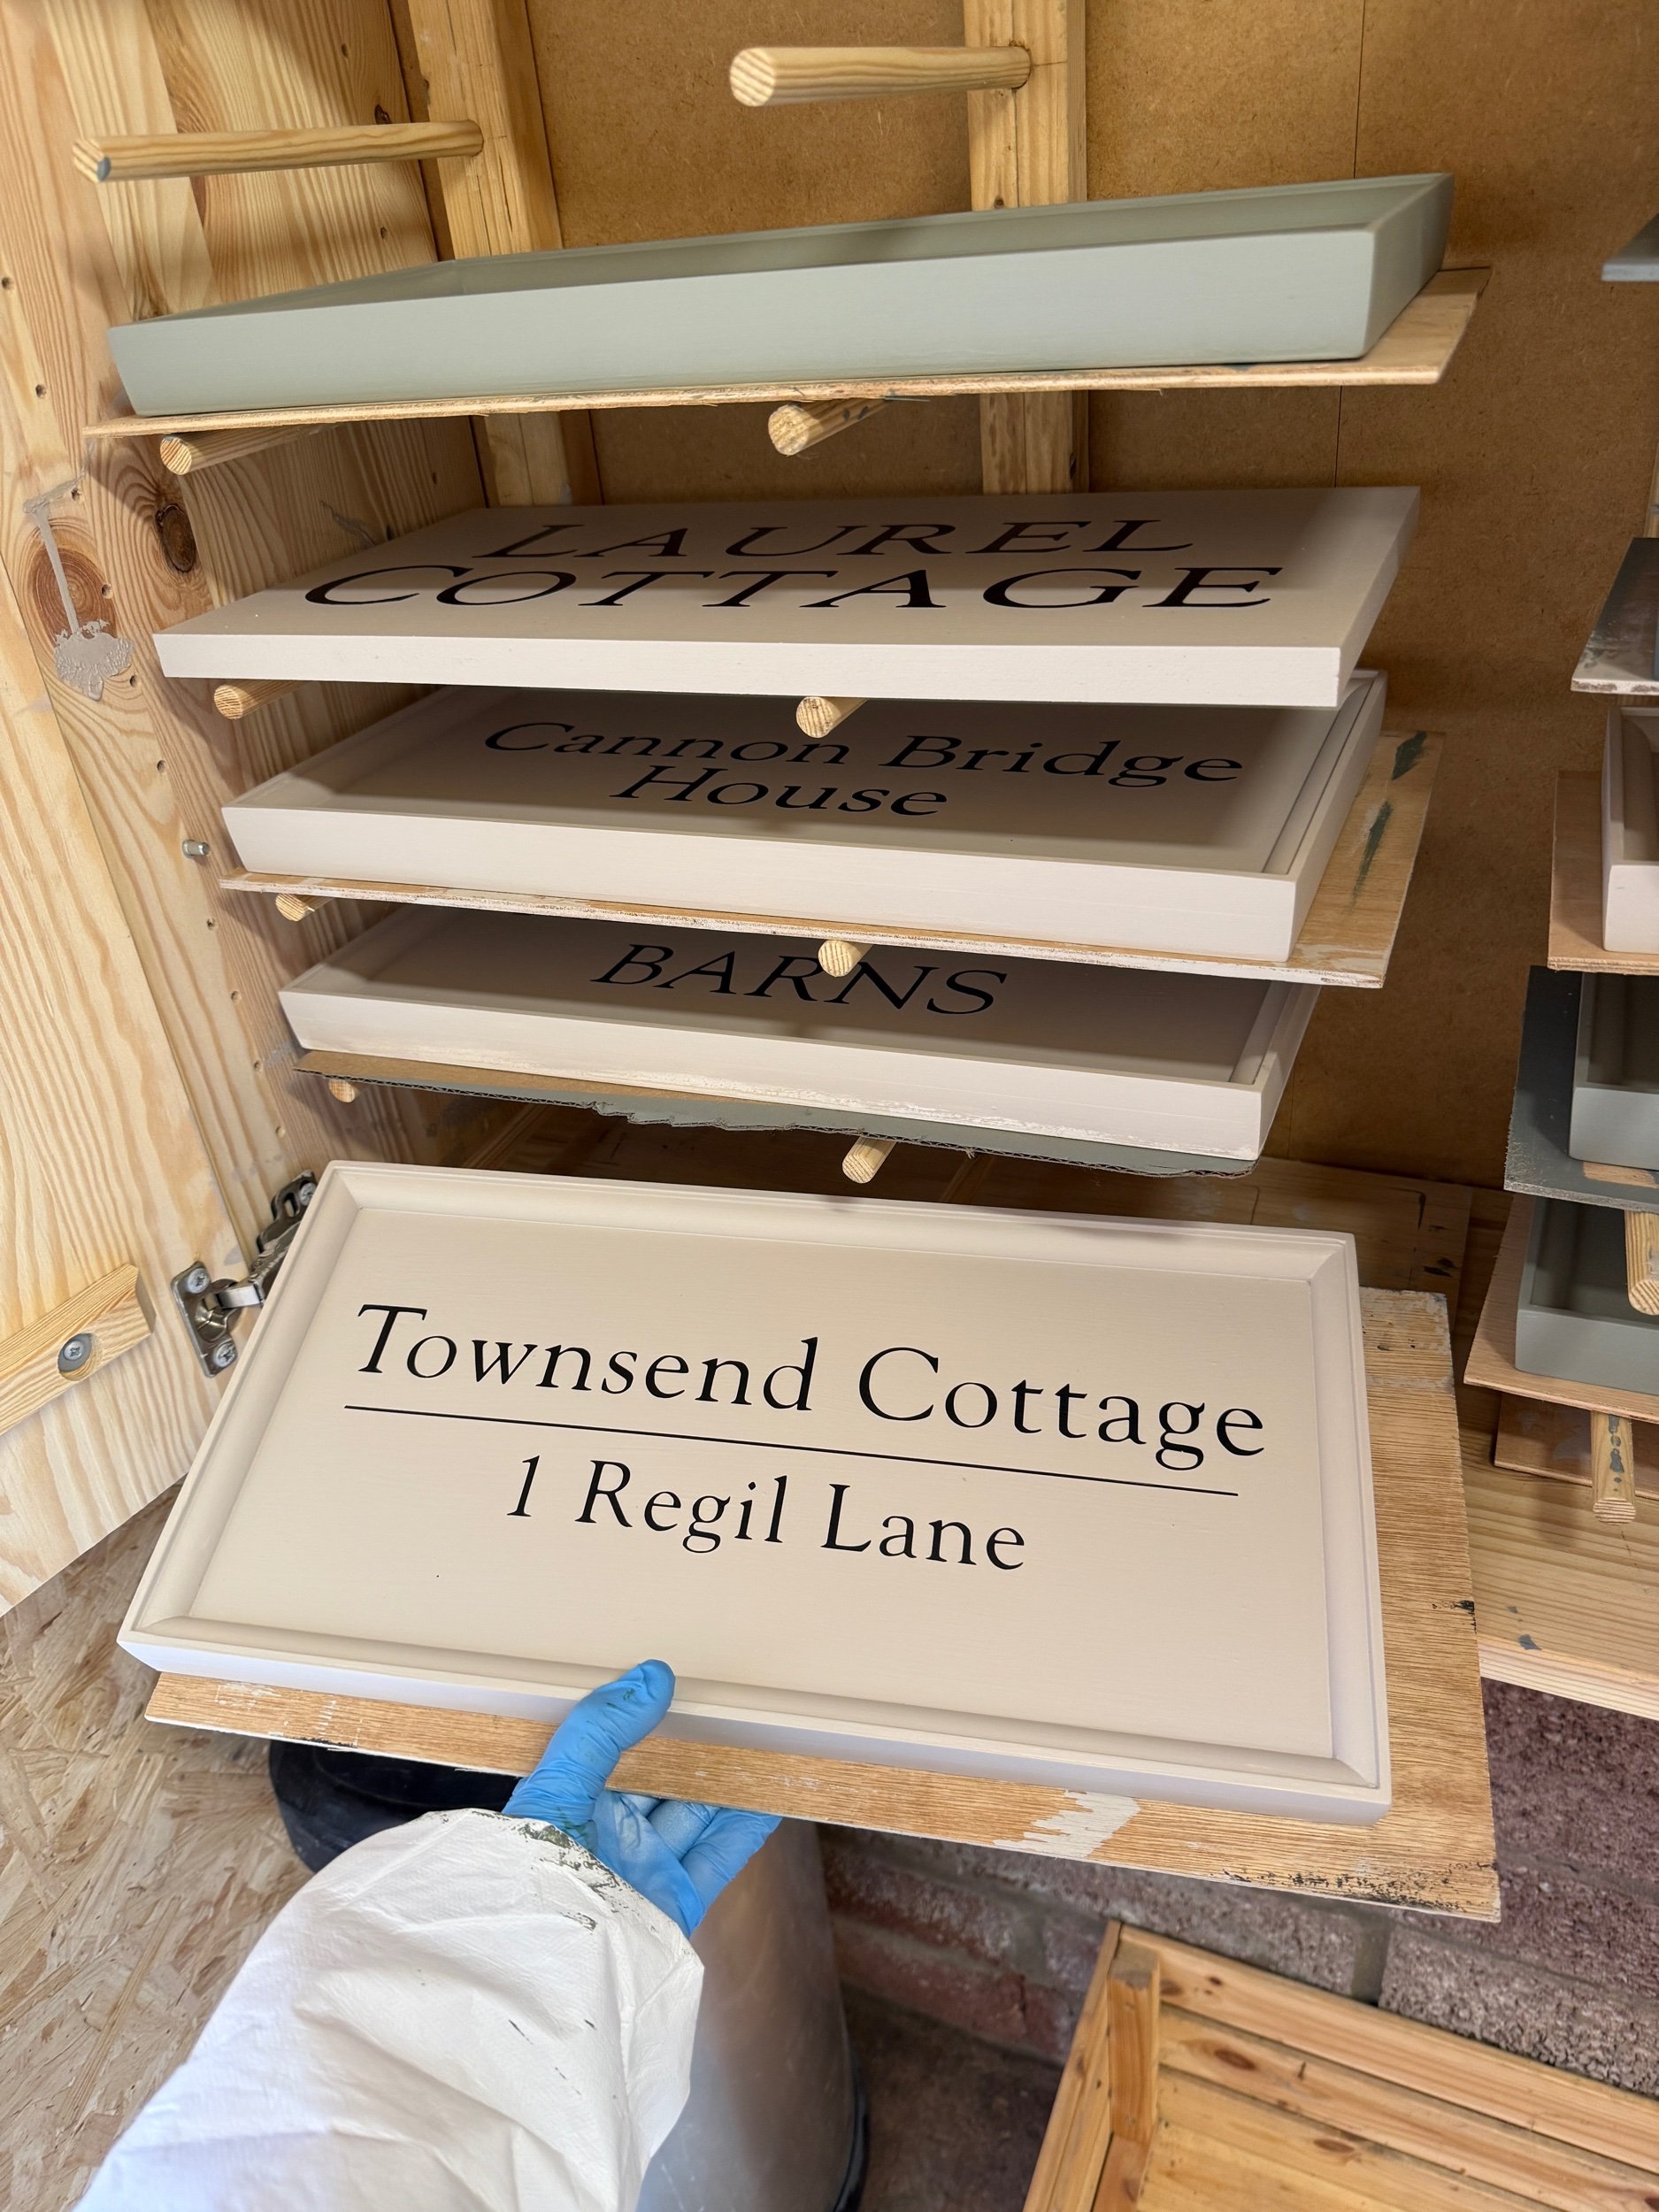 LAUREL
COTTAGE
Cannon Bridge
House
BARNS
Townsend Cottage
1 Regil Lane